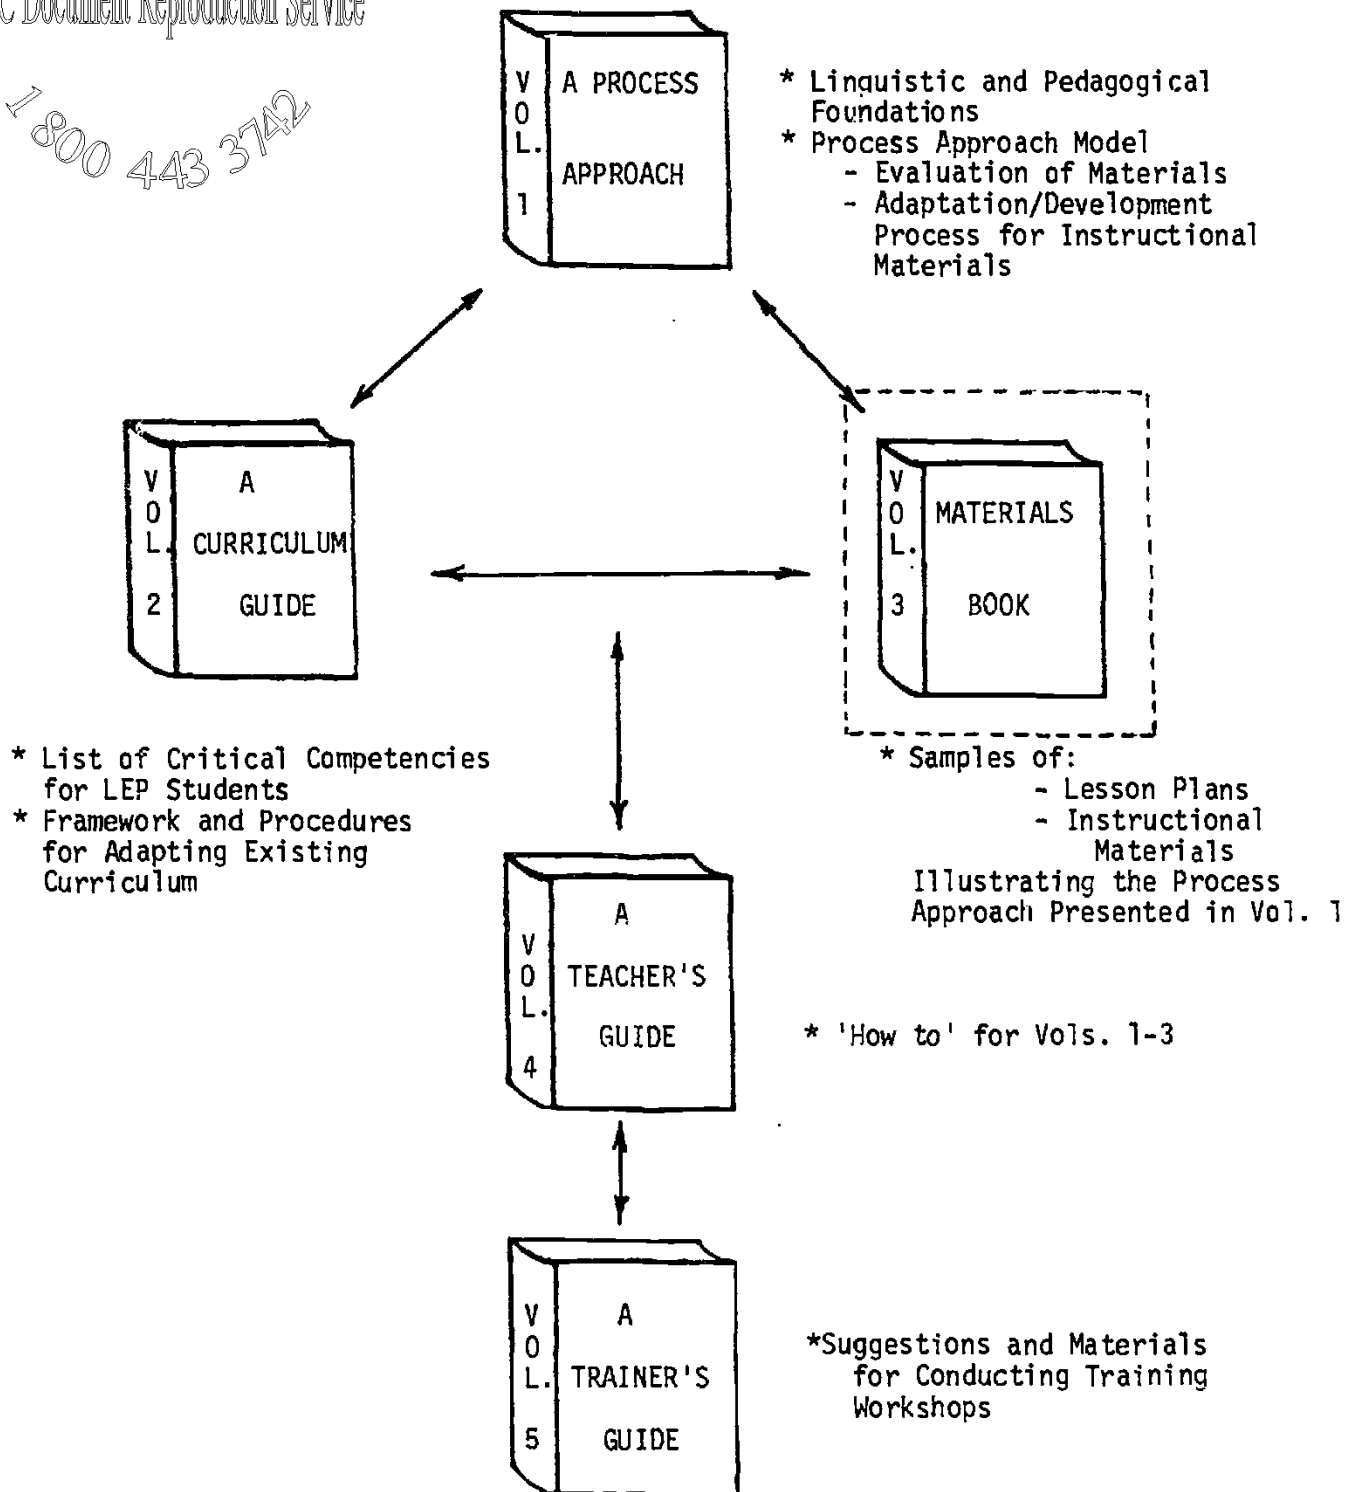 C Document Reproduction Service
1 800 443 3742
VOL. 1
A PROCESS
APPROACH
* Linguistic and Pedagogical
Foundations
* Process Approach Model
- Evaluation of Materials
- Adaptation/Development
Process for Instructional
Materials
VOL. 2
A
CURRICULUM
GUIDE
VOL. 3
MATERIALS
BOOK
* List of Critical Competencies
for LEP Students
* Framework and Procedures
for Adapting Existing
Curriculum
* Samples of:
- Lesson Plans
- Instructional
Materials
Illustrating the Process
Approach Presented in Vol. 1
VOL. 4
A
TEACHER'S
GUIDE
* 'How to' for Vols. 1-3
VOL. 5
A
TRAINER'S
GUIDE
*Suggestions and Materials
for Conducting Training
Workshops